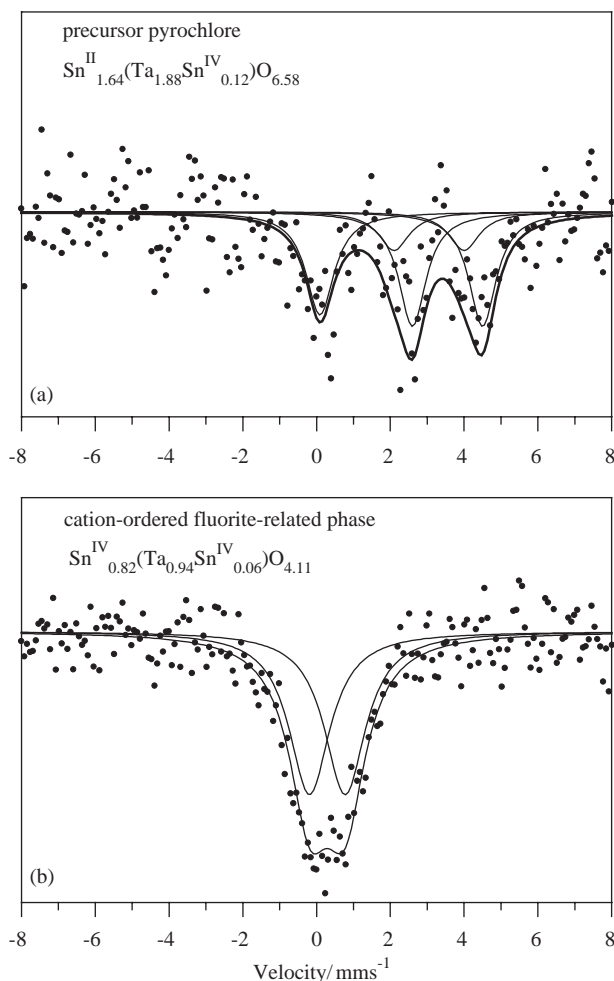 precursor pyrochlore
Sn^II_1.64(Ta_1.88Sn^IV_0.12)O_6.58
(a)
-8 -6 -4 -2 0 2 4 6 8
cation-ordered fluorite-related phase
Sn^IV_0.82(Ta_0.94Sn^IV_0.06)O_4.11
(b)
-8 -6 -4 -2 0 2 4 6 8
Velocity/mms^-1